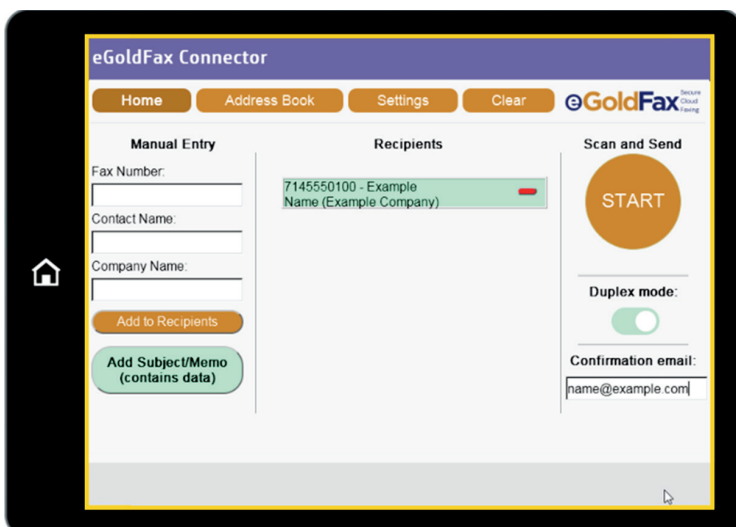 eGoldFax Connector
Home
Address Book
Settings
Clear
eGoldFax
Secure
Cloud
Faxing
Manual Entry
Fax Number:
Contact Name:
Company Name:
Add to Recipients
Add Subject/Memo
(contains data)
Recipients
7145550100 - Example
Name (Example Company)
Scan and Send
START
Duplex mode:
Confirmation email:
name@example.com